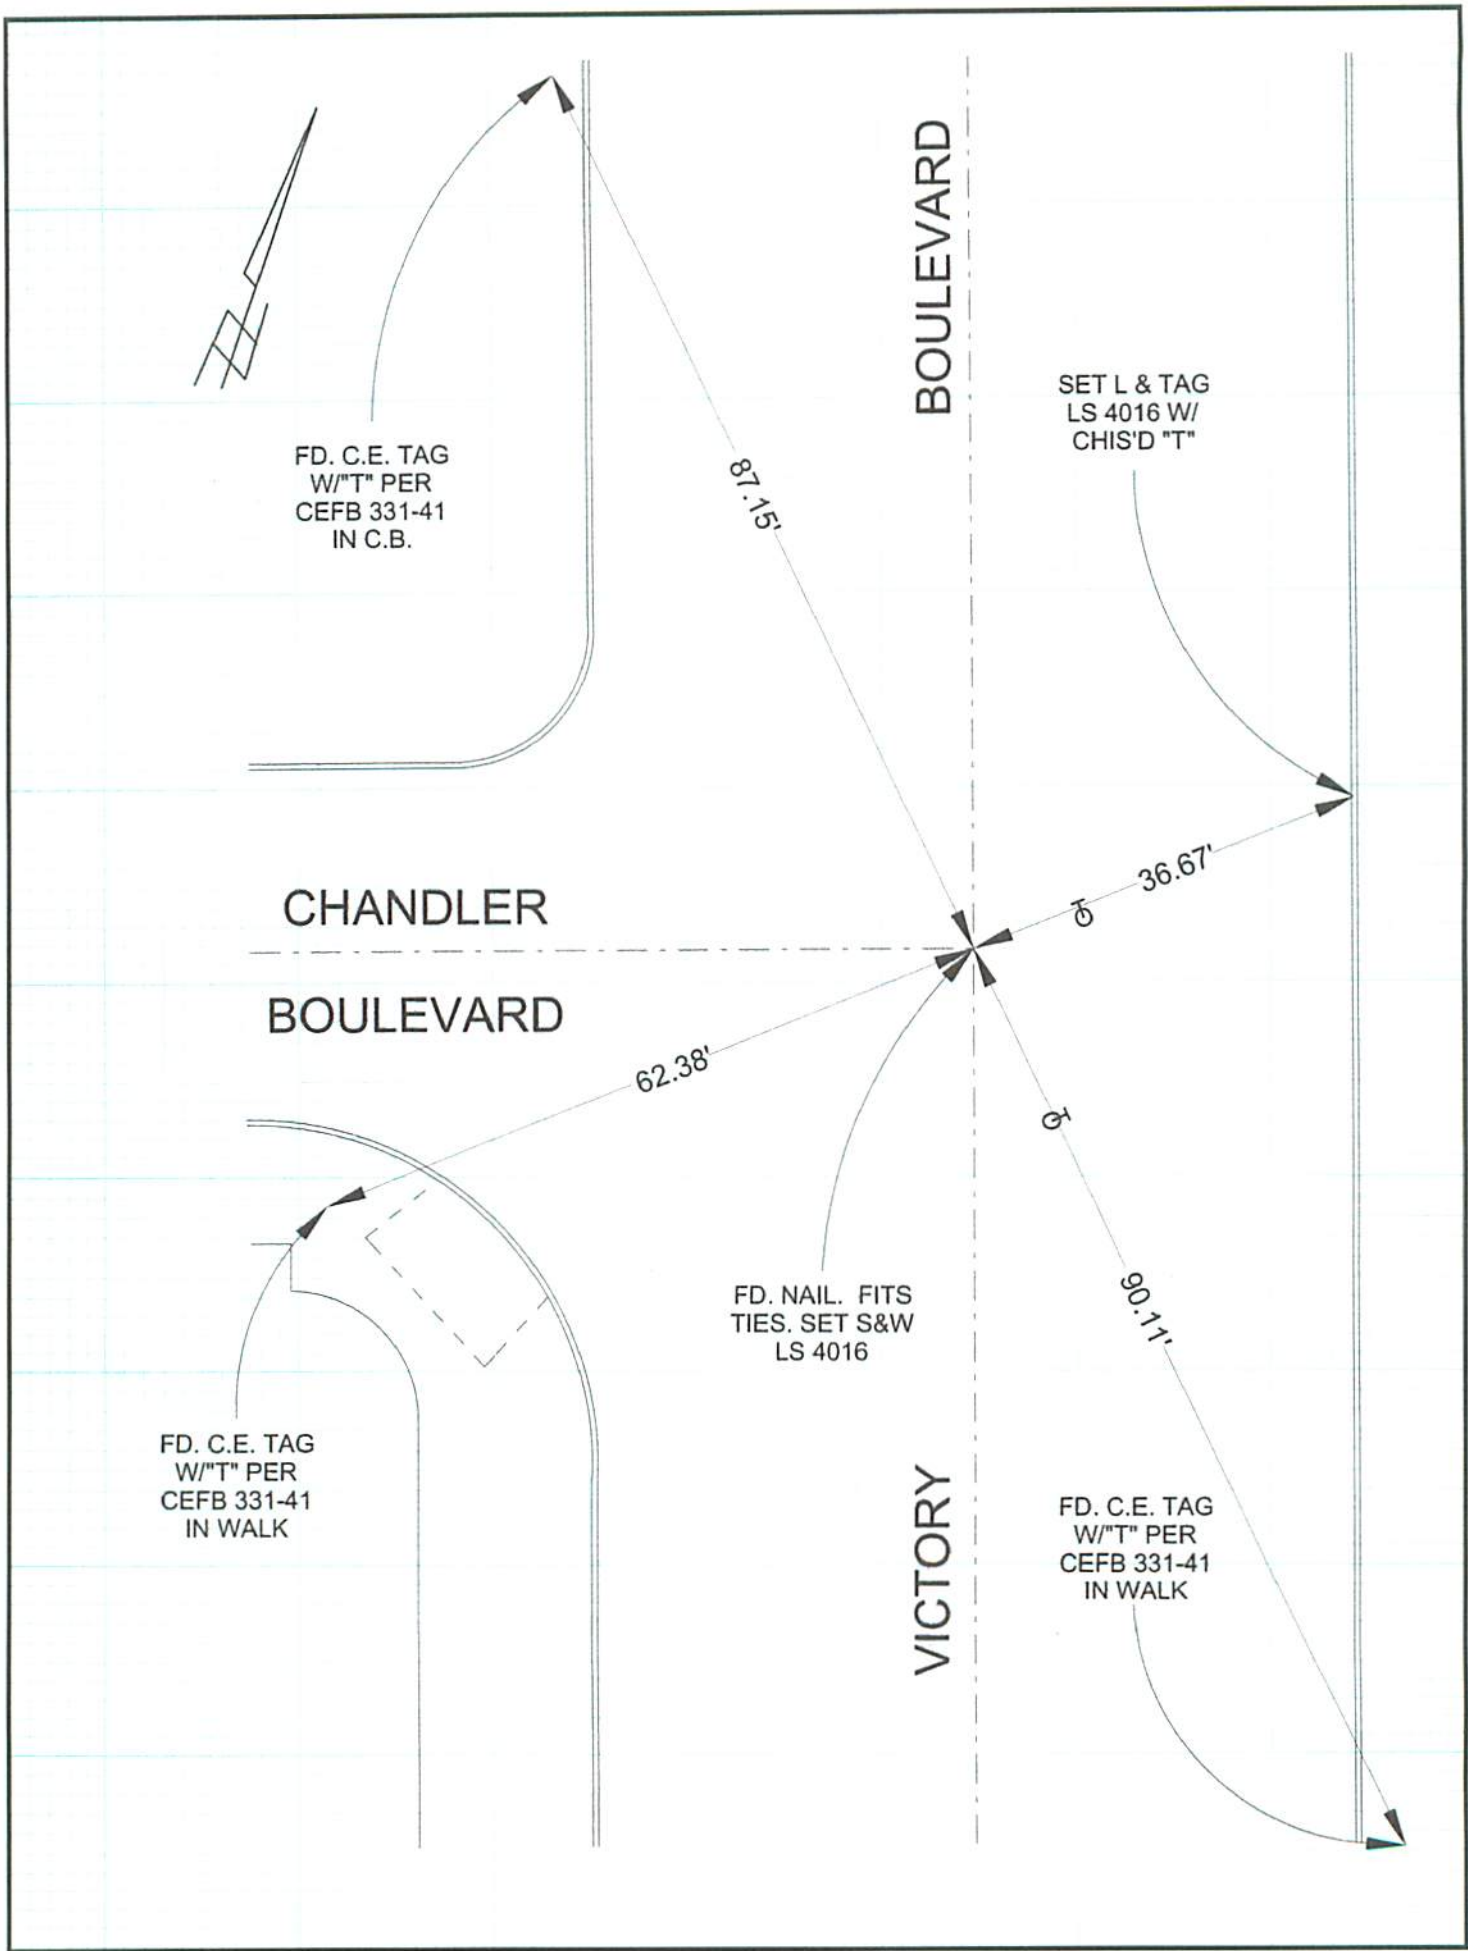 BOULEVARD
SET L & TAG
LS 4016 W/
CHIS'D "T"
FD. C.E. TAG
W/"T" PER
CEFB 331-41
IN C.B.
87.15'
36.67'
CHANDLER
BOULEVARD
62.38'
FD. NAIL. FITS
TIES. SET S&W
LS 4016
90.11'
FD. C.E. TAG
W/"T" PER
CEFB 331-41
IN WALK
VICTORY
FD. C.E. TAG
W/"T" PER
CEFB 331-41
IN WALK